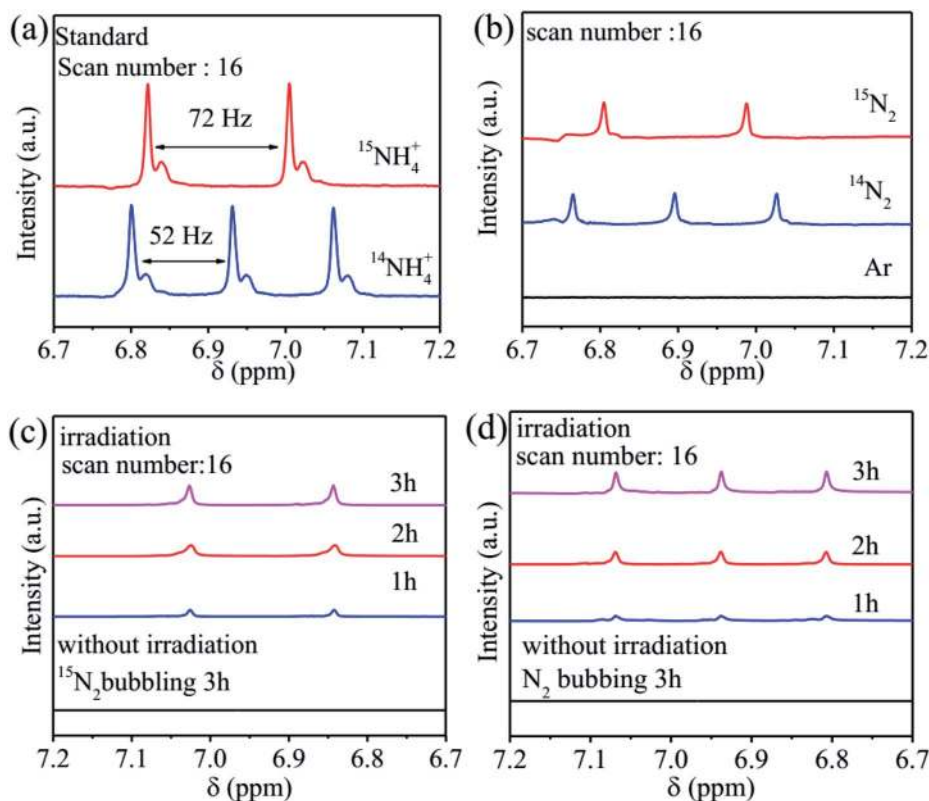 (a)
Standard
Scan number : 16
72 Hz
¹⁵NH₄⁺
52 Hz
¹⁴NH₄⁺
Intensity (a.u.)
6.7 6.8 6.9 7.0 7.1 7.2
δ (ppm)
(b)
scan number :16
¹⁵N₂
¹⁴N₂
Ar
Intensity (a.u.)
6.7 6.8 6.9 7.0 7.1 7.2
δ (ppm)
(c)
irradiation
scan number:16
3h
2h
1h
without irradiation
¹⁵N₂bubbling 3h
Intensity (a.u.)
7.2 7.1 7.0 6.9 6.8 6.7
δ (ppm)
(d)
irradiation
scan number: 16
3h
2h
1h
without irradiation
N₂ bubbing 3h
Intensity (a.u.)
7.2 7.1 7.0 6.9 6.8 6.7
δ (ppm)